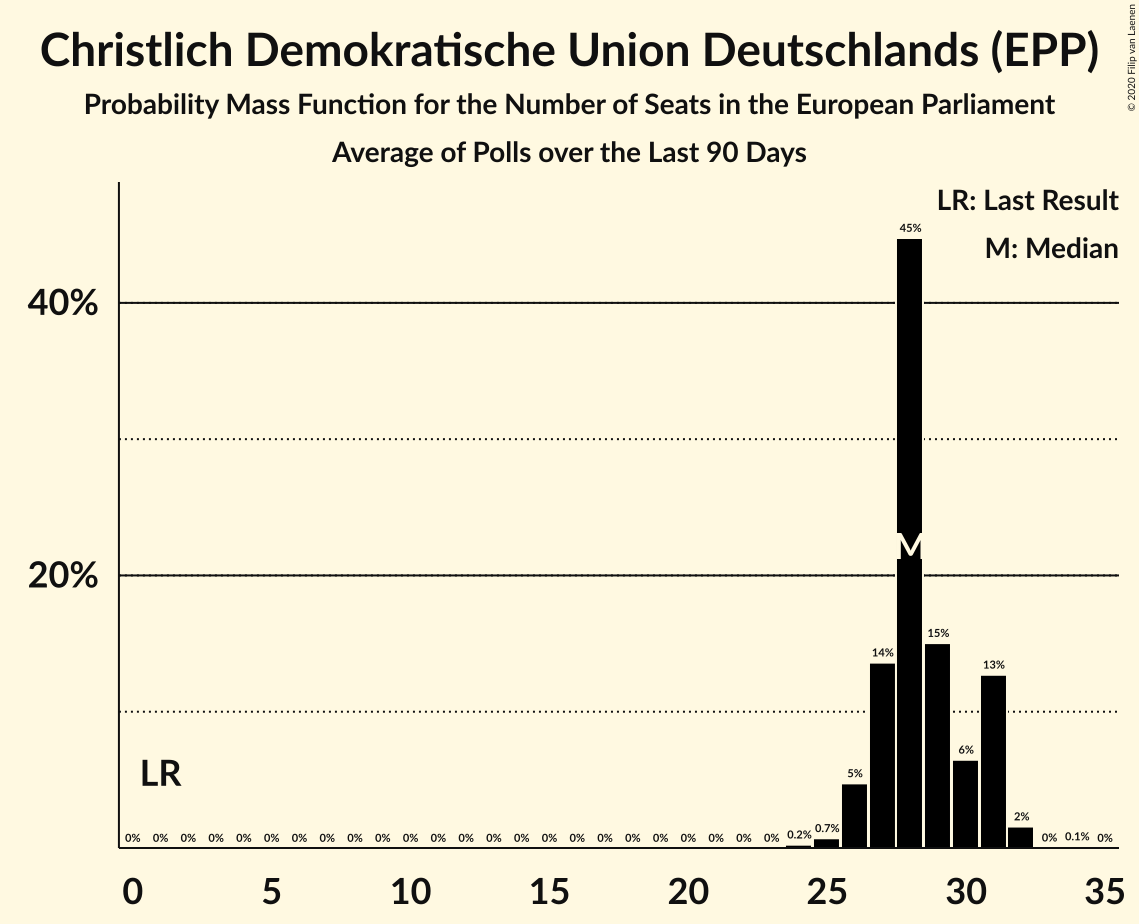 Christlich Demokratische Union Deutschlands (EPP)
Probability Mass Function for the Number of Seats in the European Parliament
Average of Polls over the Last 90 Days
© 2020 Filip van Laenen
LR: Last Result
M: Median
45%
40%
M
20%
15%
14%
13%
LR
6%
5%
2%
0% 0% 0% 0% 0% 0% 0% 0% 0% 0% 0% 0% 0% 0% 0% 0% 0% 0% 0% 0% 0% 0% 0% 0% 0.2% 0.7% 0% 0.1% 0%
0 5 10 15 20 25 30 35